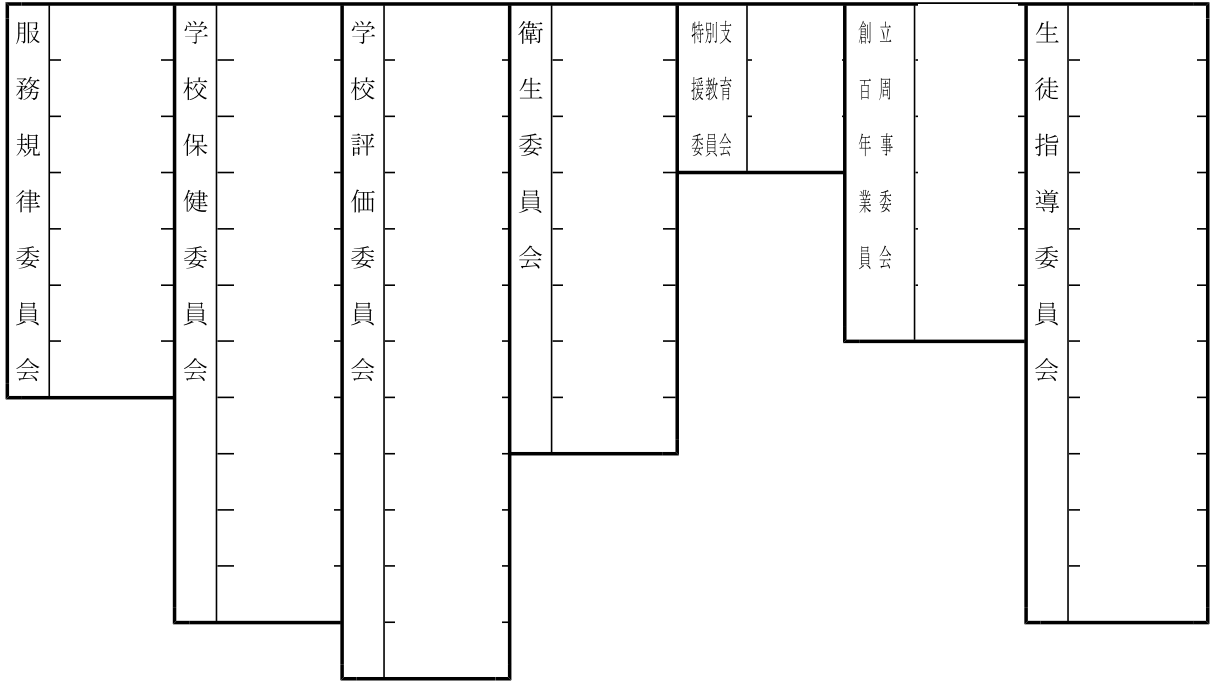 服務規律委員会
学校保健委員会
学校評価委員会
衛生委員会
特別支
援教育
委員会
創立
百周
年事
業委
員会
生徒指導委員会